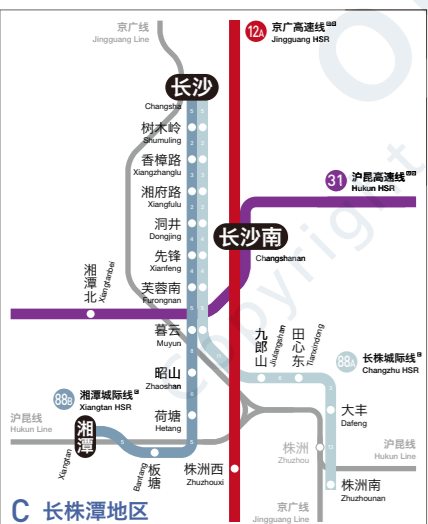 京广线
Jingguang Line
12A
京广高速线
Jingguang HSR
长沙
Changsha
树木岭
Shumuling
香樟路
Xiangzhanglu
湘府路
Xiangfulu
洞井
Dongjing
先锋
Xianfeng
芙蓉南
Furongnan
暮云
Muyun
昭山
Zhaoshan
荷塘
Hetang
31
沪昆高速线
Hukun HSR
长沙南
Changshanan
湘潭北
Xiangtanbei
九郎山
Jiulangshan
田心东
Tianxindong
88A
长株城际线
Changzhu HSR
大丰
Dafeng
88B
湘潭城际线
Xiangtan HSR
沪昆线
Hukun Line
湘潭
Xiangtan
板塘
Bantang
株洲西
Zhuzhouxi
株洲
Zhuzhou
沪昆线
Hukun Line
株洲南
Zhuzhounan
京广线
Jingguang Line
C 长株潭地区
Copyright